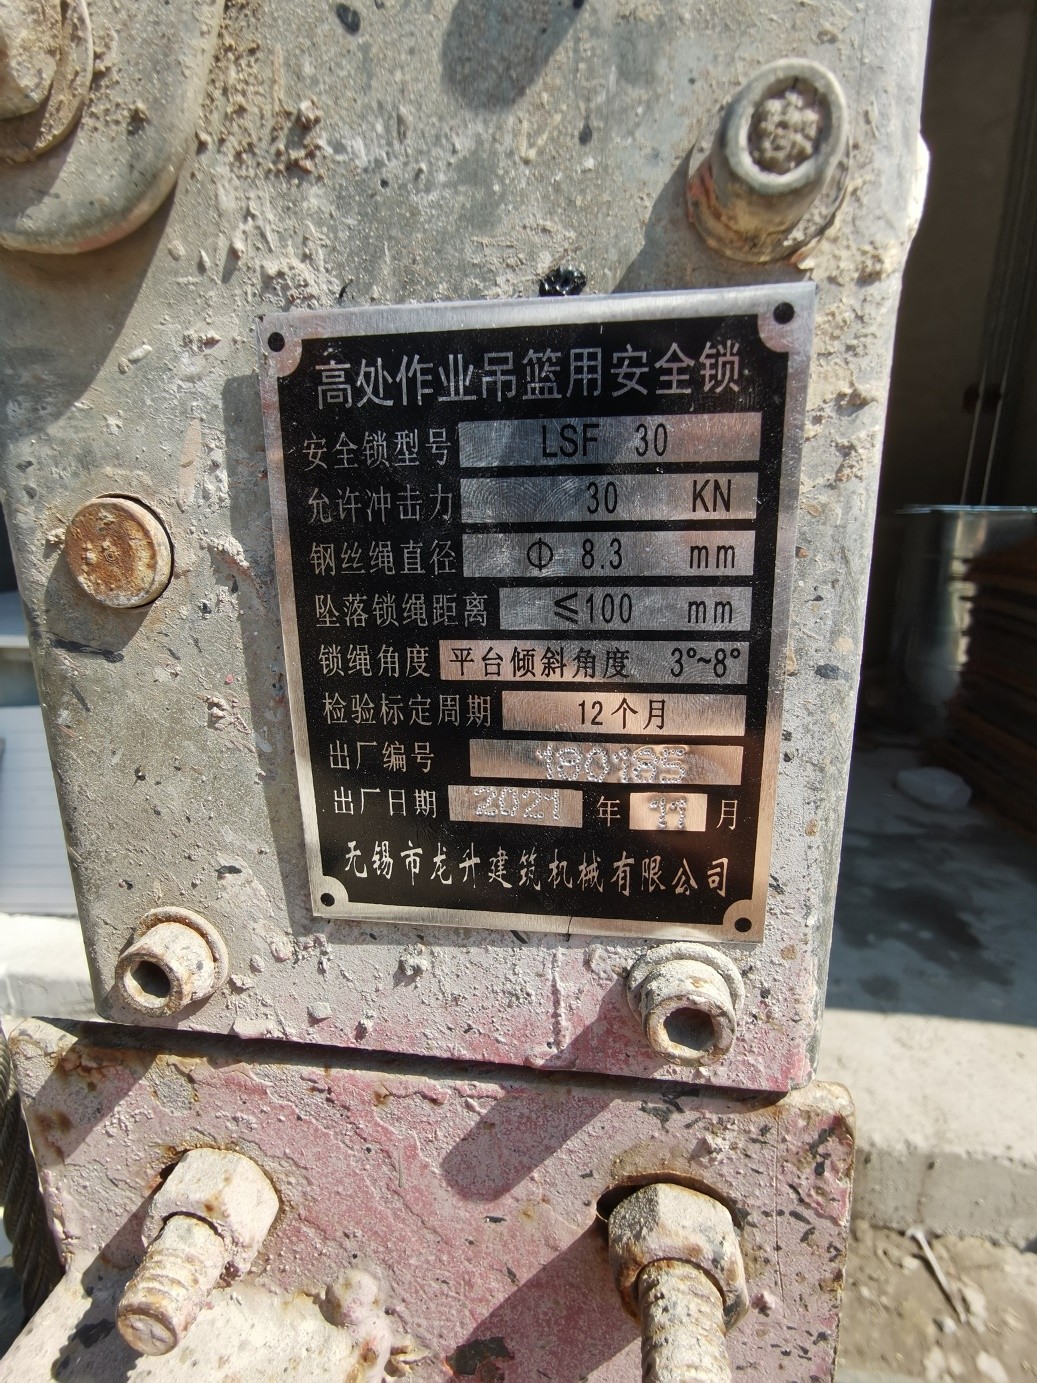 高处作业吊篮用安全锁
安全锁型号 LSF 30
允许冲击力 30 KN
钢丝绳直径 Φ 8.3 mm
坠落锁绳距离 ≤100 mm
锁绳角度 平台倾斜角度 3°~8°
检验标定周期 12个月
出厂编号 180185
出厂日期 2021 年 11 月
无锡市龙升建筑机械有限公司